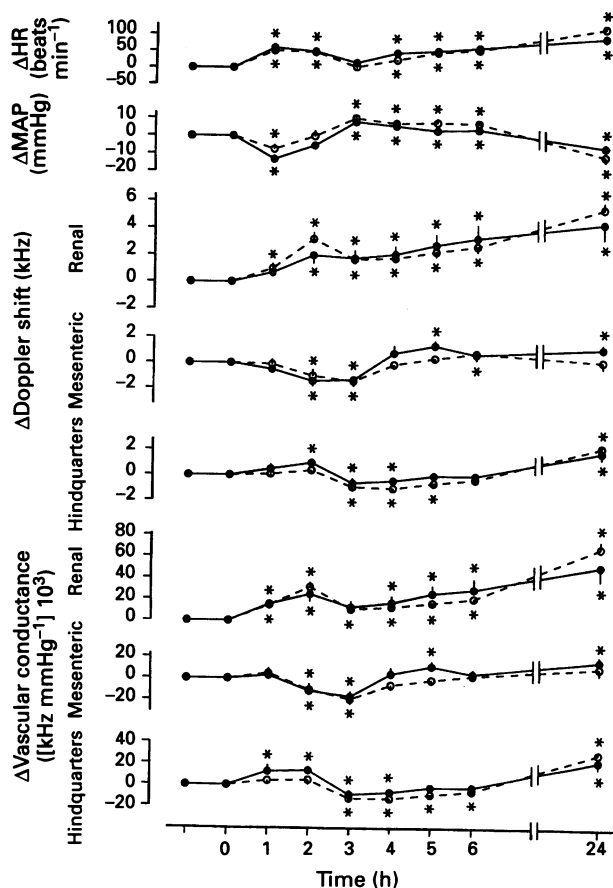 ΔHR
(beats
min⁻¹)
100
50
0
−50
ΔMAP
(mmHg)
10
0
−10
−20
ΔDoppler shift (kHz)
Renal
6
4
2
0
−2
Mesenteric
2
0
−2
Hindquarters
2
0
−2
ΔVascular conductance
([kHz mmHg⁻¹] 10³)
Renal
80
60
40
20
0
Mesenteric
20
0
−20
Hindquarters
40
20
0
−20
0 1 2 3 4 5 6 24
Time (h)